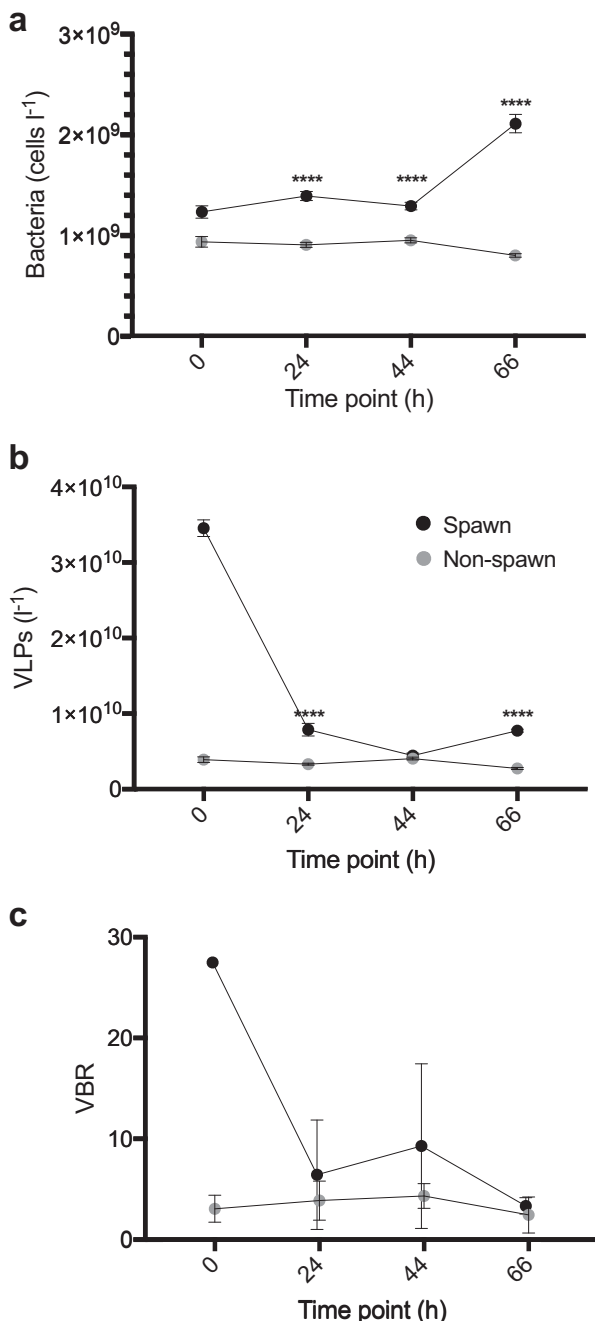 a
3×10⁹
2×10⁹
1×10⁹
0
Bacteria (cells l⁻¹)
****
****
****
0
24
44
66
Time point (h)
b
4×10¹⁰
3×10¹⁰
2×10¹⁰
1×10¹⁰
0
VLPs (l⁻¹)
Spawn
Non-spawn
****
****
0
24
44
66
Time point (h)
c
30
20
10
0
VBR
0
24
44
66
Time point (h)